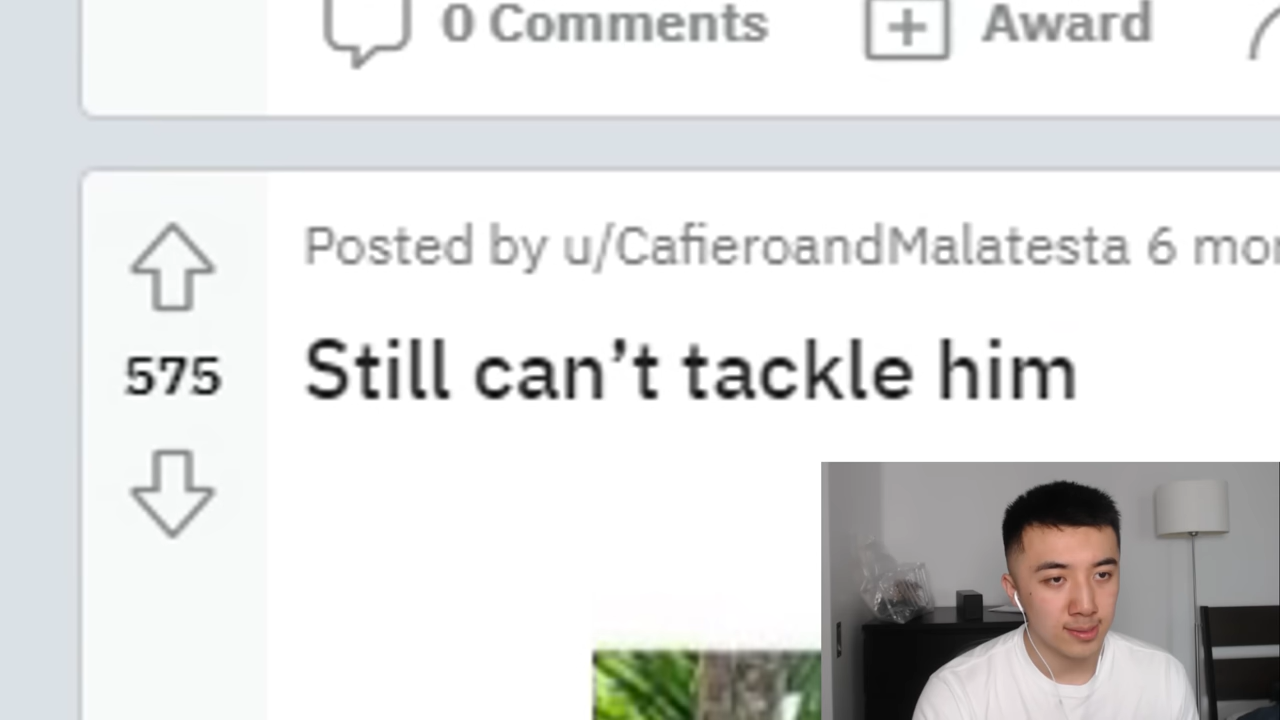 0 Comments Award
Posted by u/CafieroandMalatesta 6
575
Still can’t tackle him